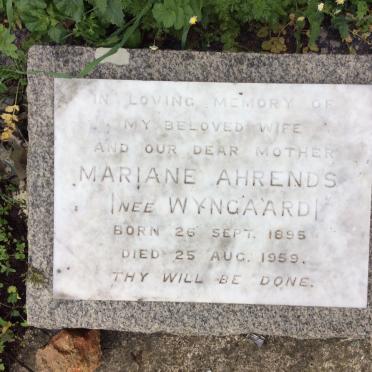 IN LOVING MEMORY OF
MY BELOVED WIFE
AND OUR DEAR MOTHER
MARIANE AHRENDS
(NEE WYNGAARD)
BORN 26 SEPT. 1895
DIED 25 AUG. 1959.
THY WILL BE DONE.